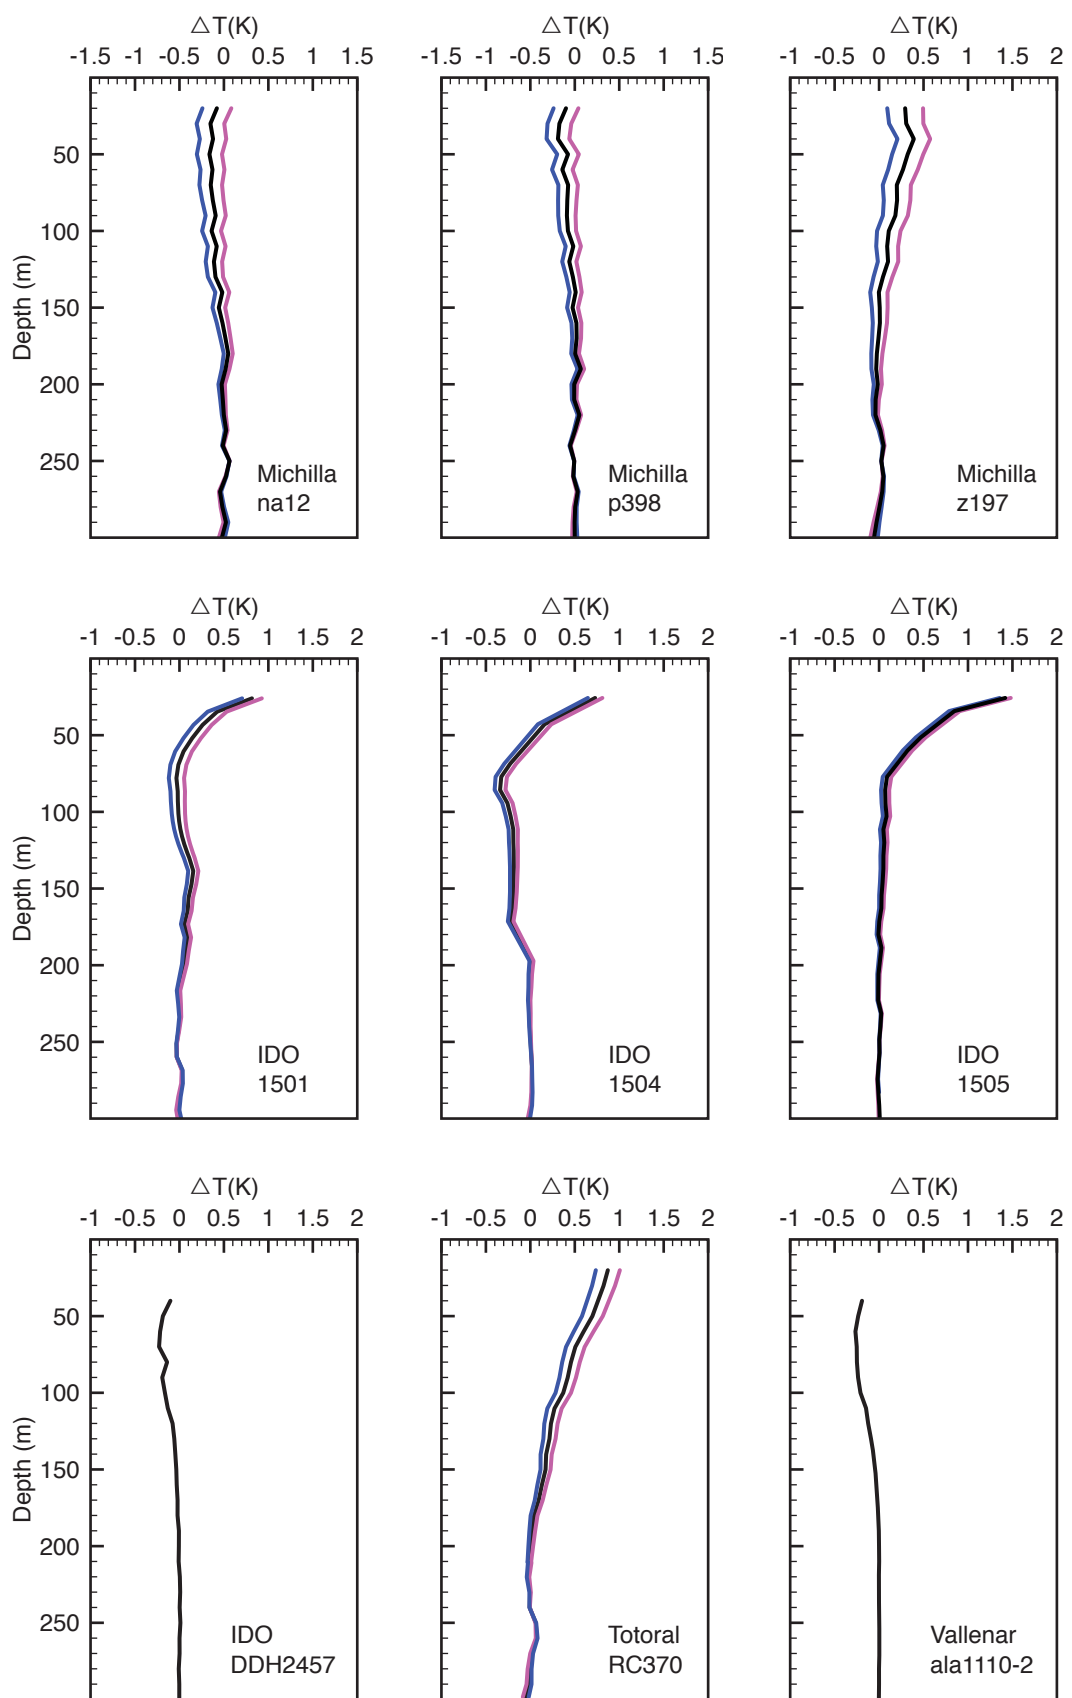 △T(K) △T(K) △T(K)
-1.5 -1 -0.5 0 0.5 1 1.5 -1.5 -1 -0.5 0 0.5 1 1.5 -1 -0.5 0 0.5 1 1.5 2
50
100
150
200
250
Depth (m)
Michilla
na12
Michilla
p398
Michilla
z197
△T(K) △T(K) △T(K)
-1 -0.5 0 0.5 1 1.5 2 -1 -0.5 0 0.5 1 1.5 2 -1 -0.5 0 0.5 1 1.5 2
50
100
150
200
250
Depth (m)
IDO
1501
IDO
1504
IDO
1505
△T(K) △T(K) △T(K)
-1 -0.5 0 0.5 1 1.5 2 -1 -0.5 0 0.5 1 1.5 2 -1 -0.5 0 0.5 1 1.5 2
50
100
150
200
250
Depth (m)
IDO
DDH2457
Totoral
RC370
Vallenar
ala1110-2